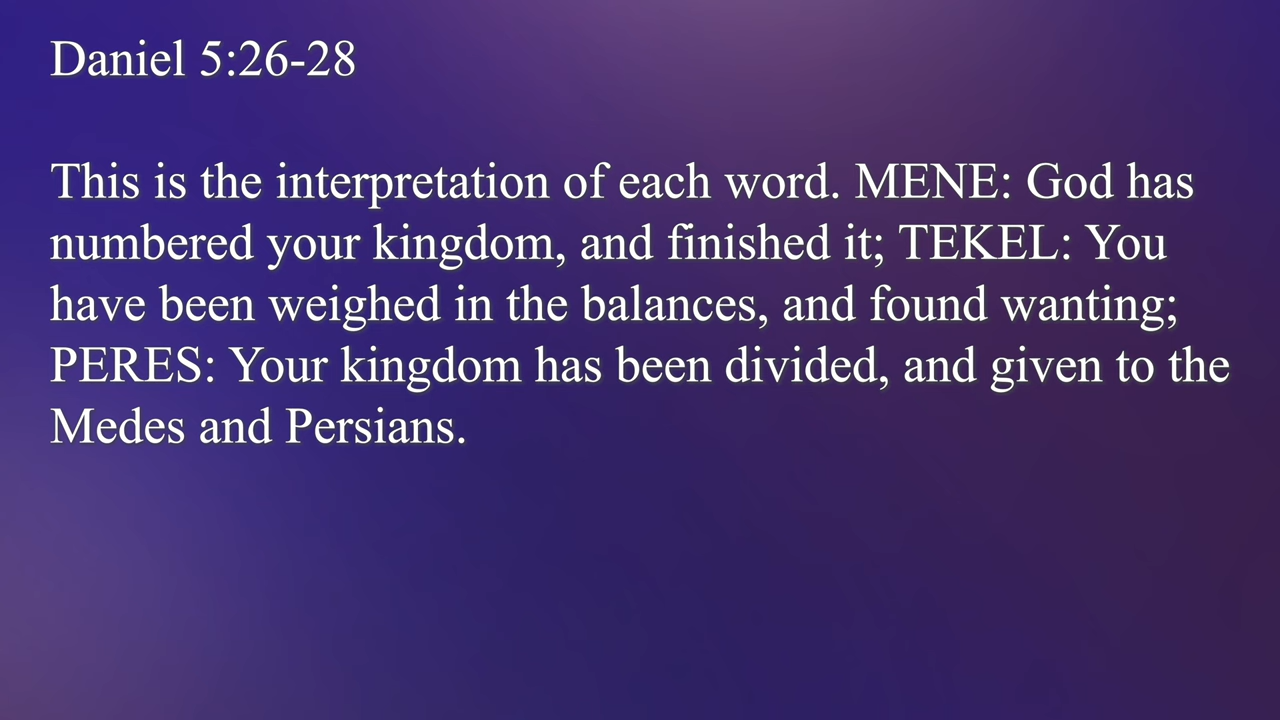 Daniel 5:26-28
This is the interpretation of each word. MENE: God has
numbered your kingdom, and finished it; TEKEL: You
have been weighed in the balances, and found wanting;
PERES: Your kingdom has been divided, and given to the
Medes and Persians.